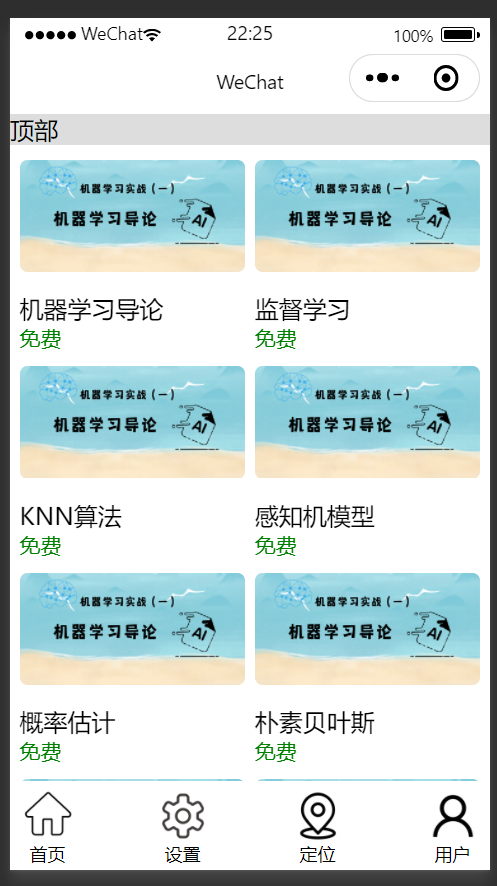 WeChat 22:25 100%
WeChat
顶部
机器学习实战（一） 机器学习实战（一）
机器学习导论 AI 机器学习导论 AI
机器学习导论 监督学习
免费 免费
机器学习实战（一） 机器学习实战（一）
机器学习导论 AI 机器学习导论 AI
KNN算法 感知机模型
免费 免费
机器学习实战（一） 机器学习实战（一）
机器学习导论 AI 机器学习导论 AI
概率估计 朴素贝叶斯
免费 免费
首页 设置 定位 用户